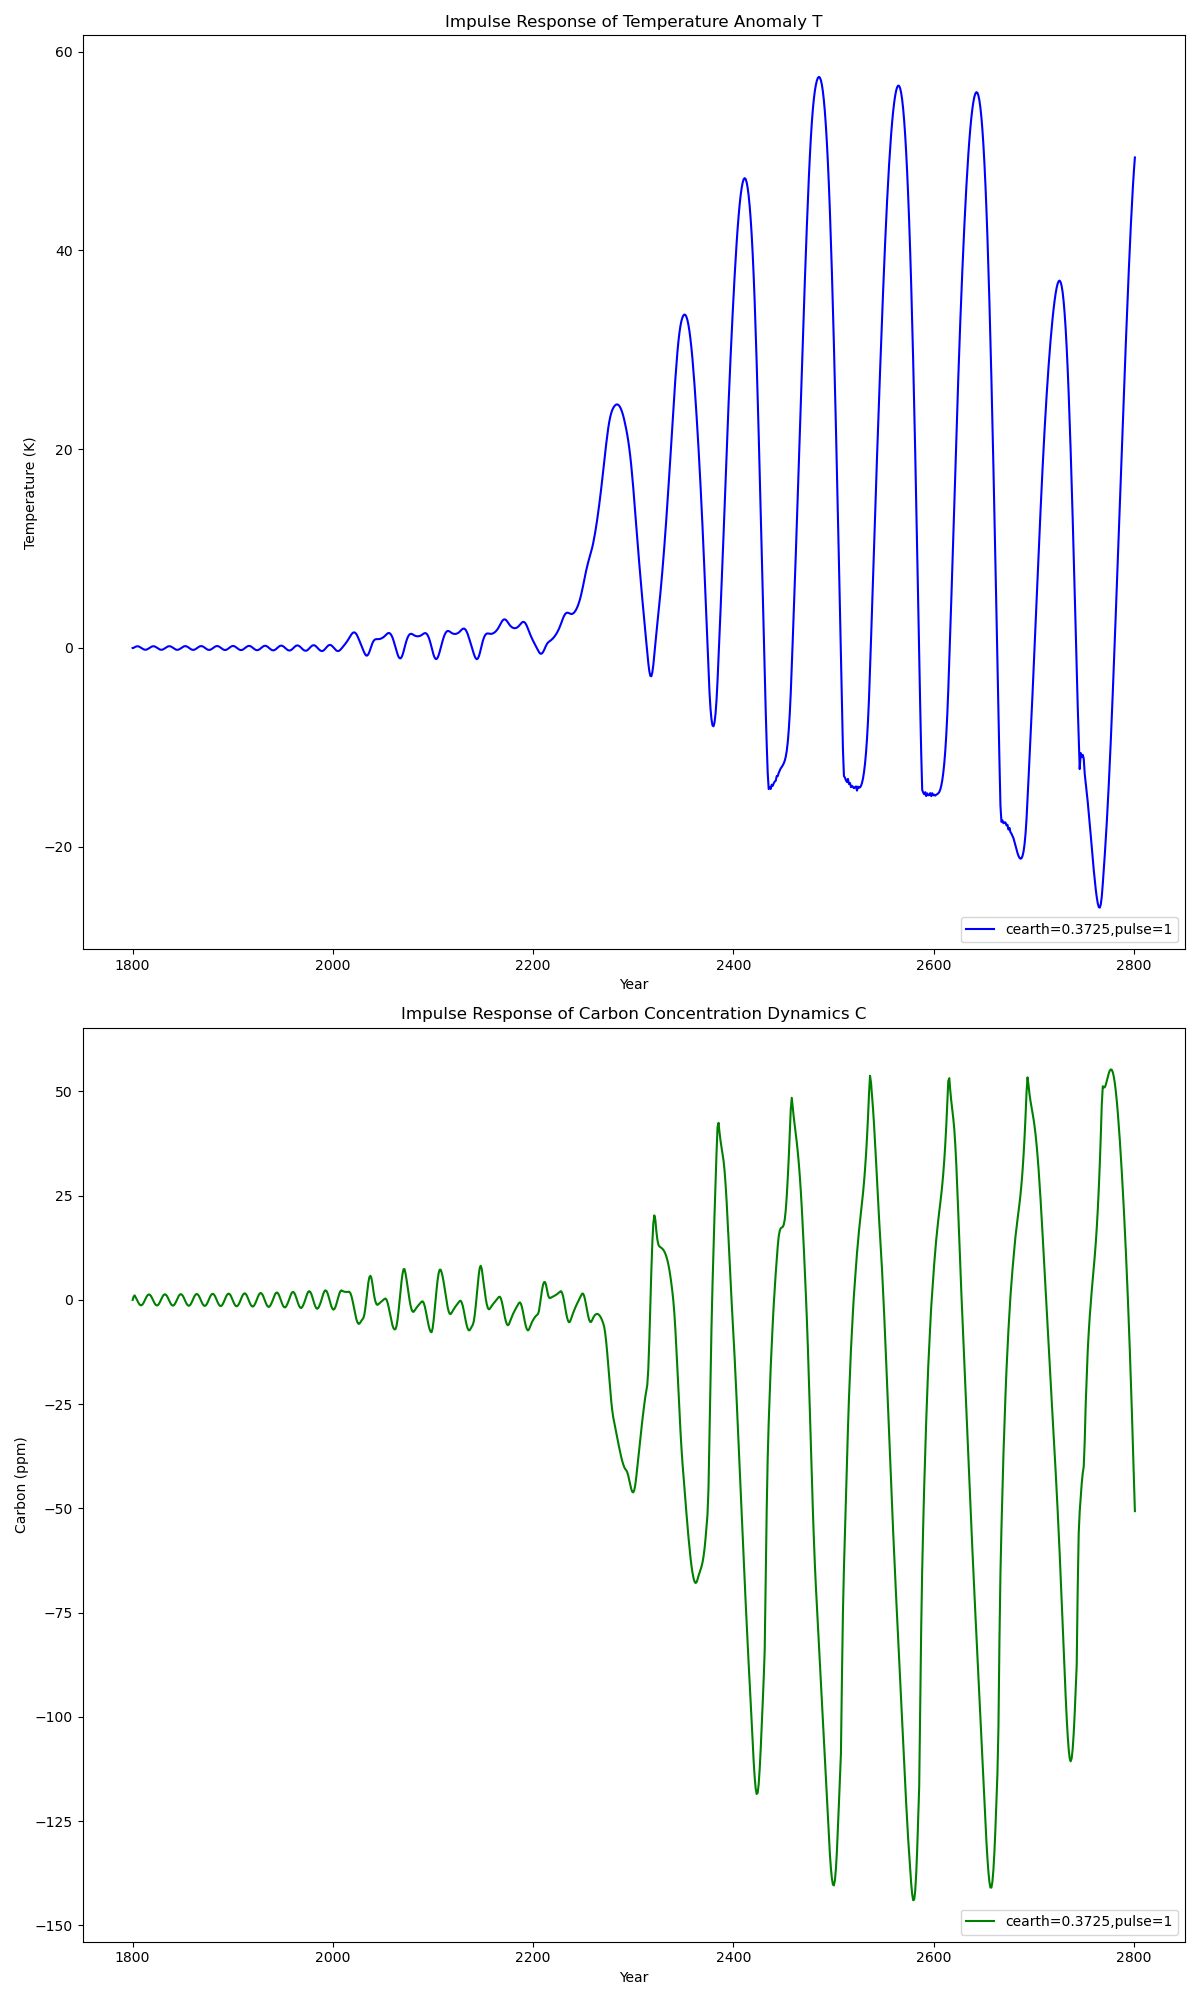 Impulse Response of Temperature Anomaly T
60
40
20
0
−20
Temperature (K)
cearth=0.3725,pulse=1
1800 2000 2200 2400 2600 2800
Year
Impulse Response of Carbon Concentration Dynamics C
50
25
0
−25
−50
−75
−100
−125
−150
Carbon (ppm)
cearth=0.3725,pulse=1
1800 2000 2200 2400 2600 2800
Year